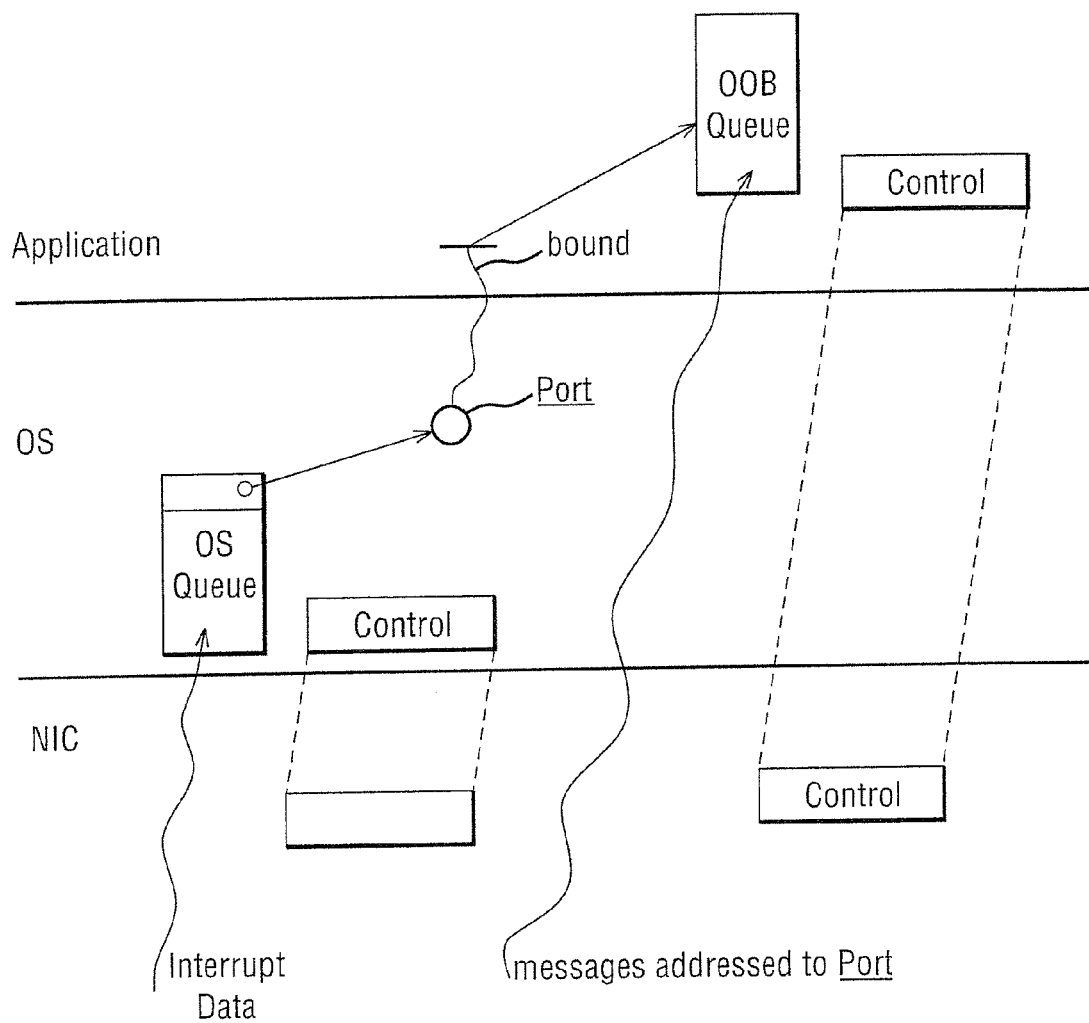 OOB
Queue
Control
Application
bound
Port
OS
OS
Queue
Control
NIC
Control
Interrupt
Data
messages addressed to Port